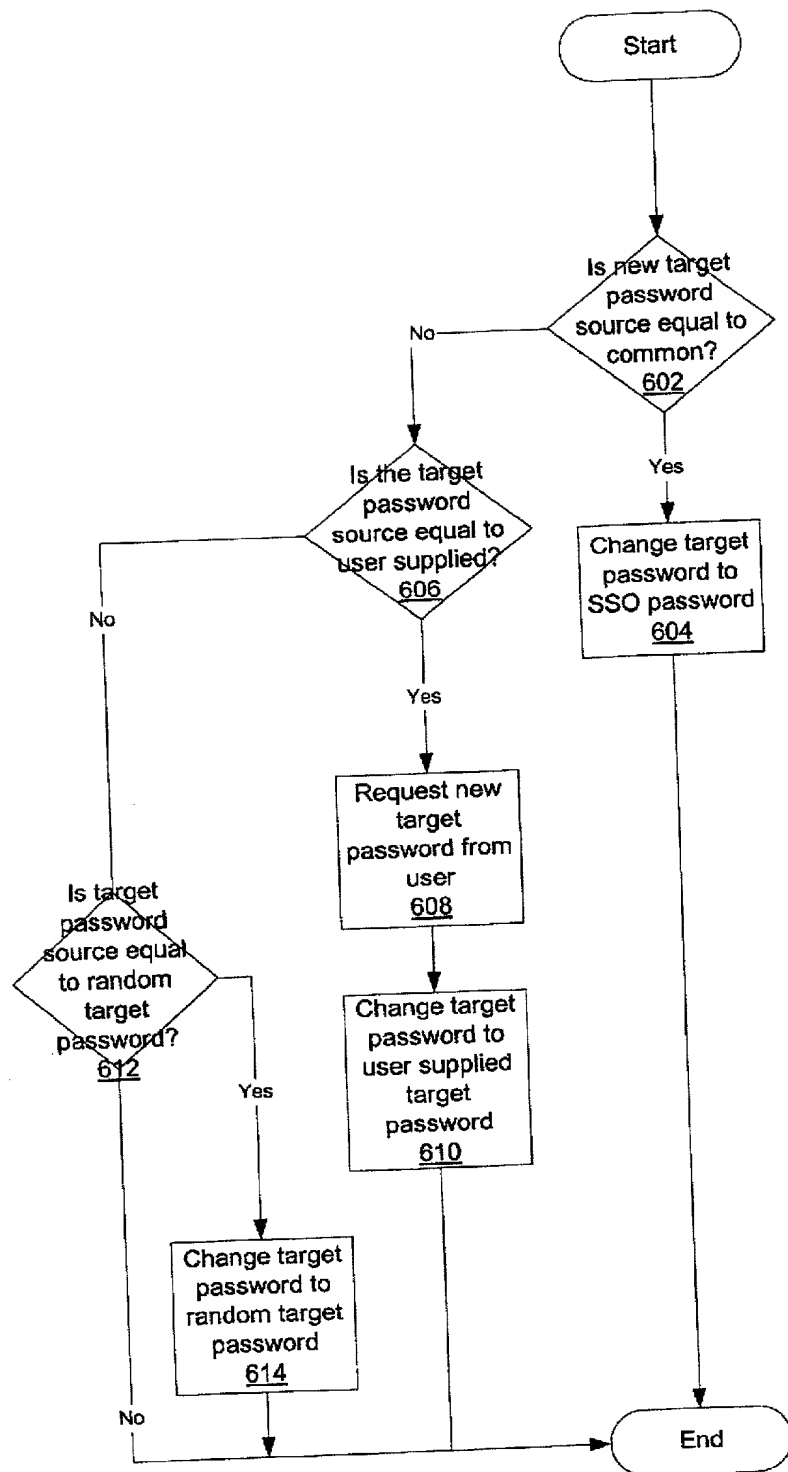 Start
Is new target
password
source equal to
common?
602
No
Yes
Is the target
password
source equal to
user supplied?
606
Change target
password to
SSO password
604
No
Yes
Request new
target
password from
user
608
Is target
password
source equal
to random
target
password?
612
Change target
password to
user supplied
target
password
610
Yes
Change target
password to
random target
password
614
No
End